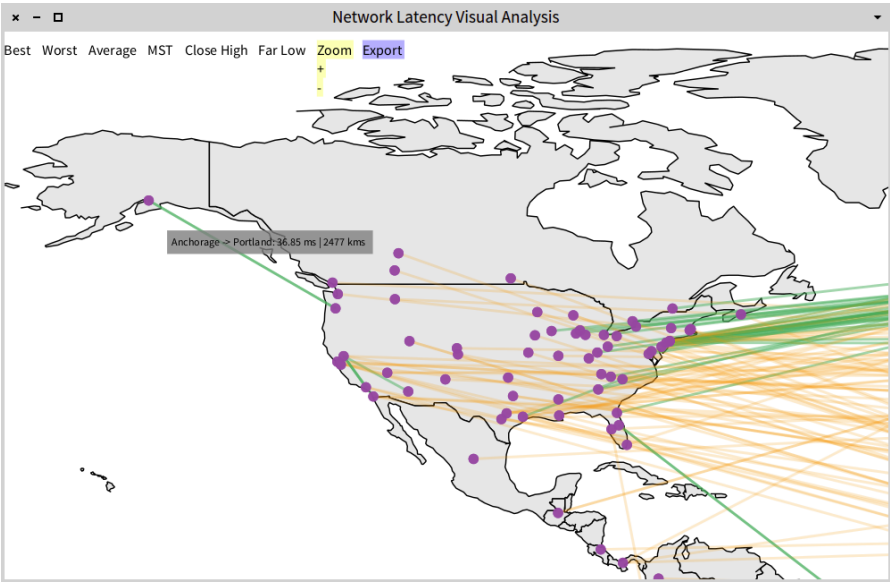 Network Latency Visual Analysis
Best Worst Average MST Close High Far Low Zoom Export
+
-
Anchorage -> Portland: 36.85 ms | 2477 kms